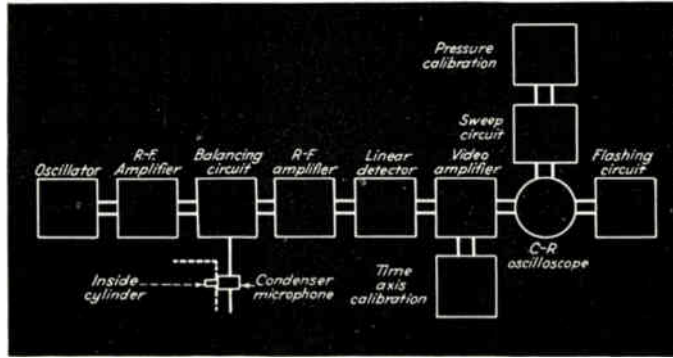 Pressure
calibration
Sweep
circuit
Oscillator
R-F.
Amplifier
Balancing
circuit
R-F
amplifier
Linear
detector
Video
amplifier
Flashing
circuit
C-R
oscilloscope
Inside
cylinder
Condenser
microphone
Time
axis
calibration